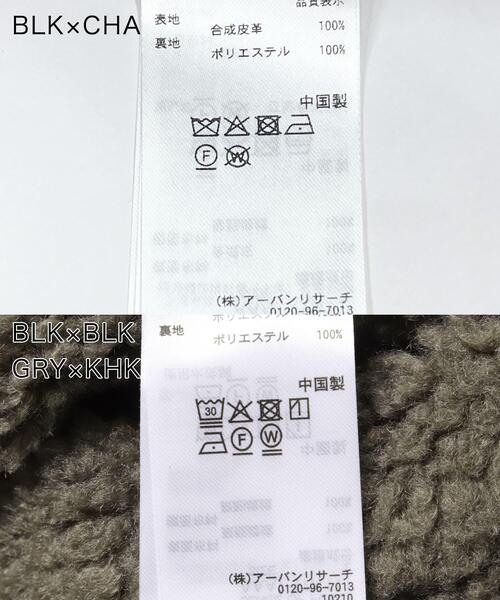 BLK×CHA
品質表示
表地 合成皮革 100%
裏地 ポリエステル 100%
中国製
F W
(株)アーバンリサーチ
0120-96-7013
BLK×BLK
GRY×KHK
裏地 ポリエステル 100%
中国製
30
F W
(株)アーバンリサーチ
0120-96-7013
10210